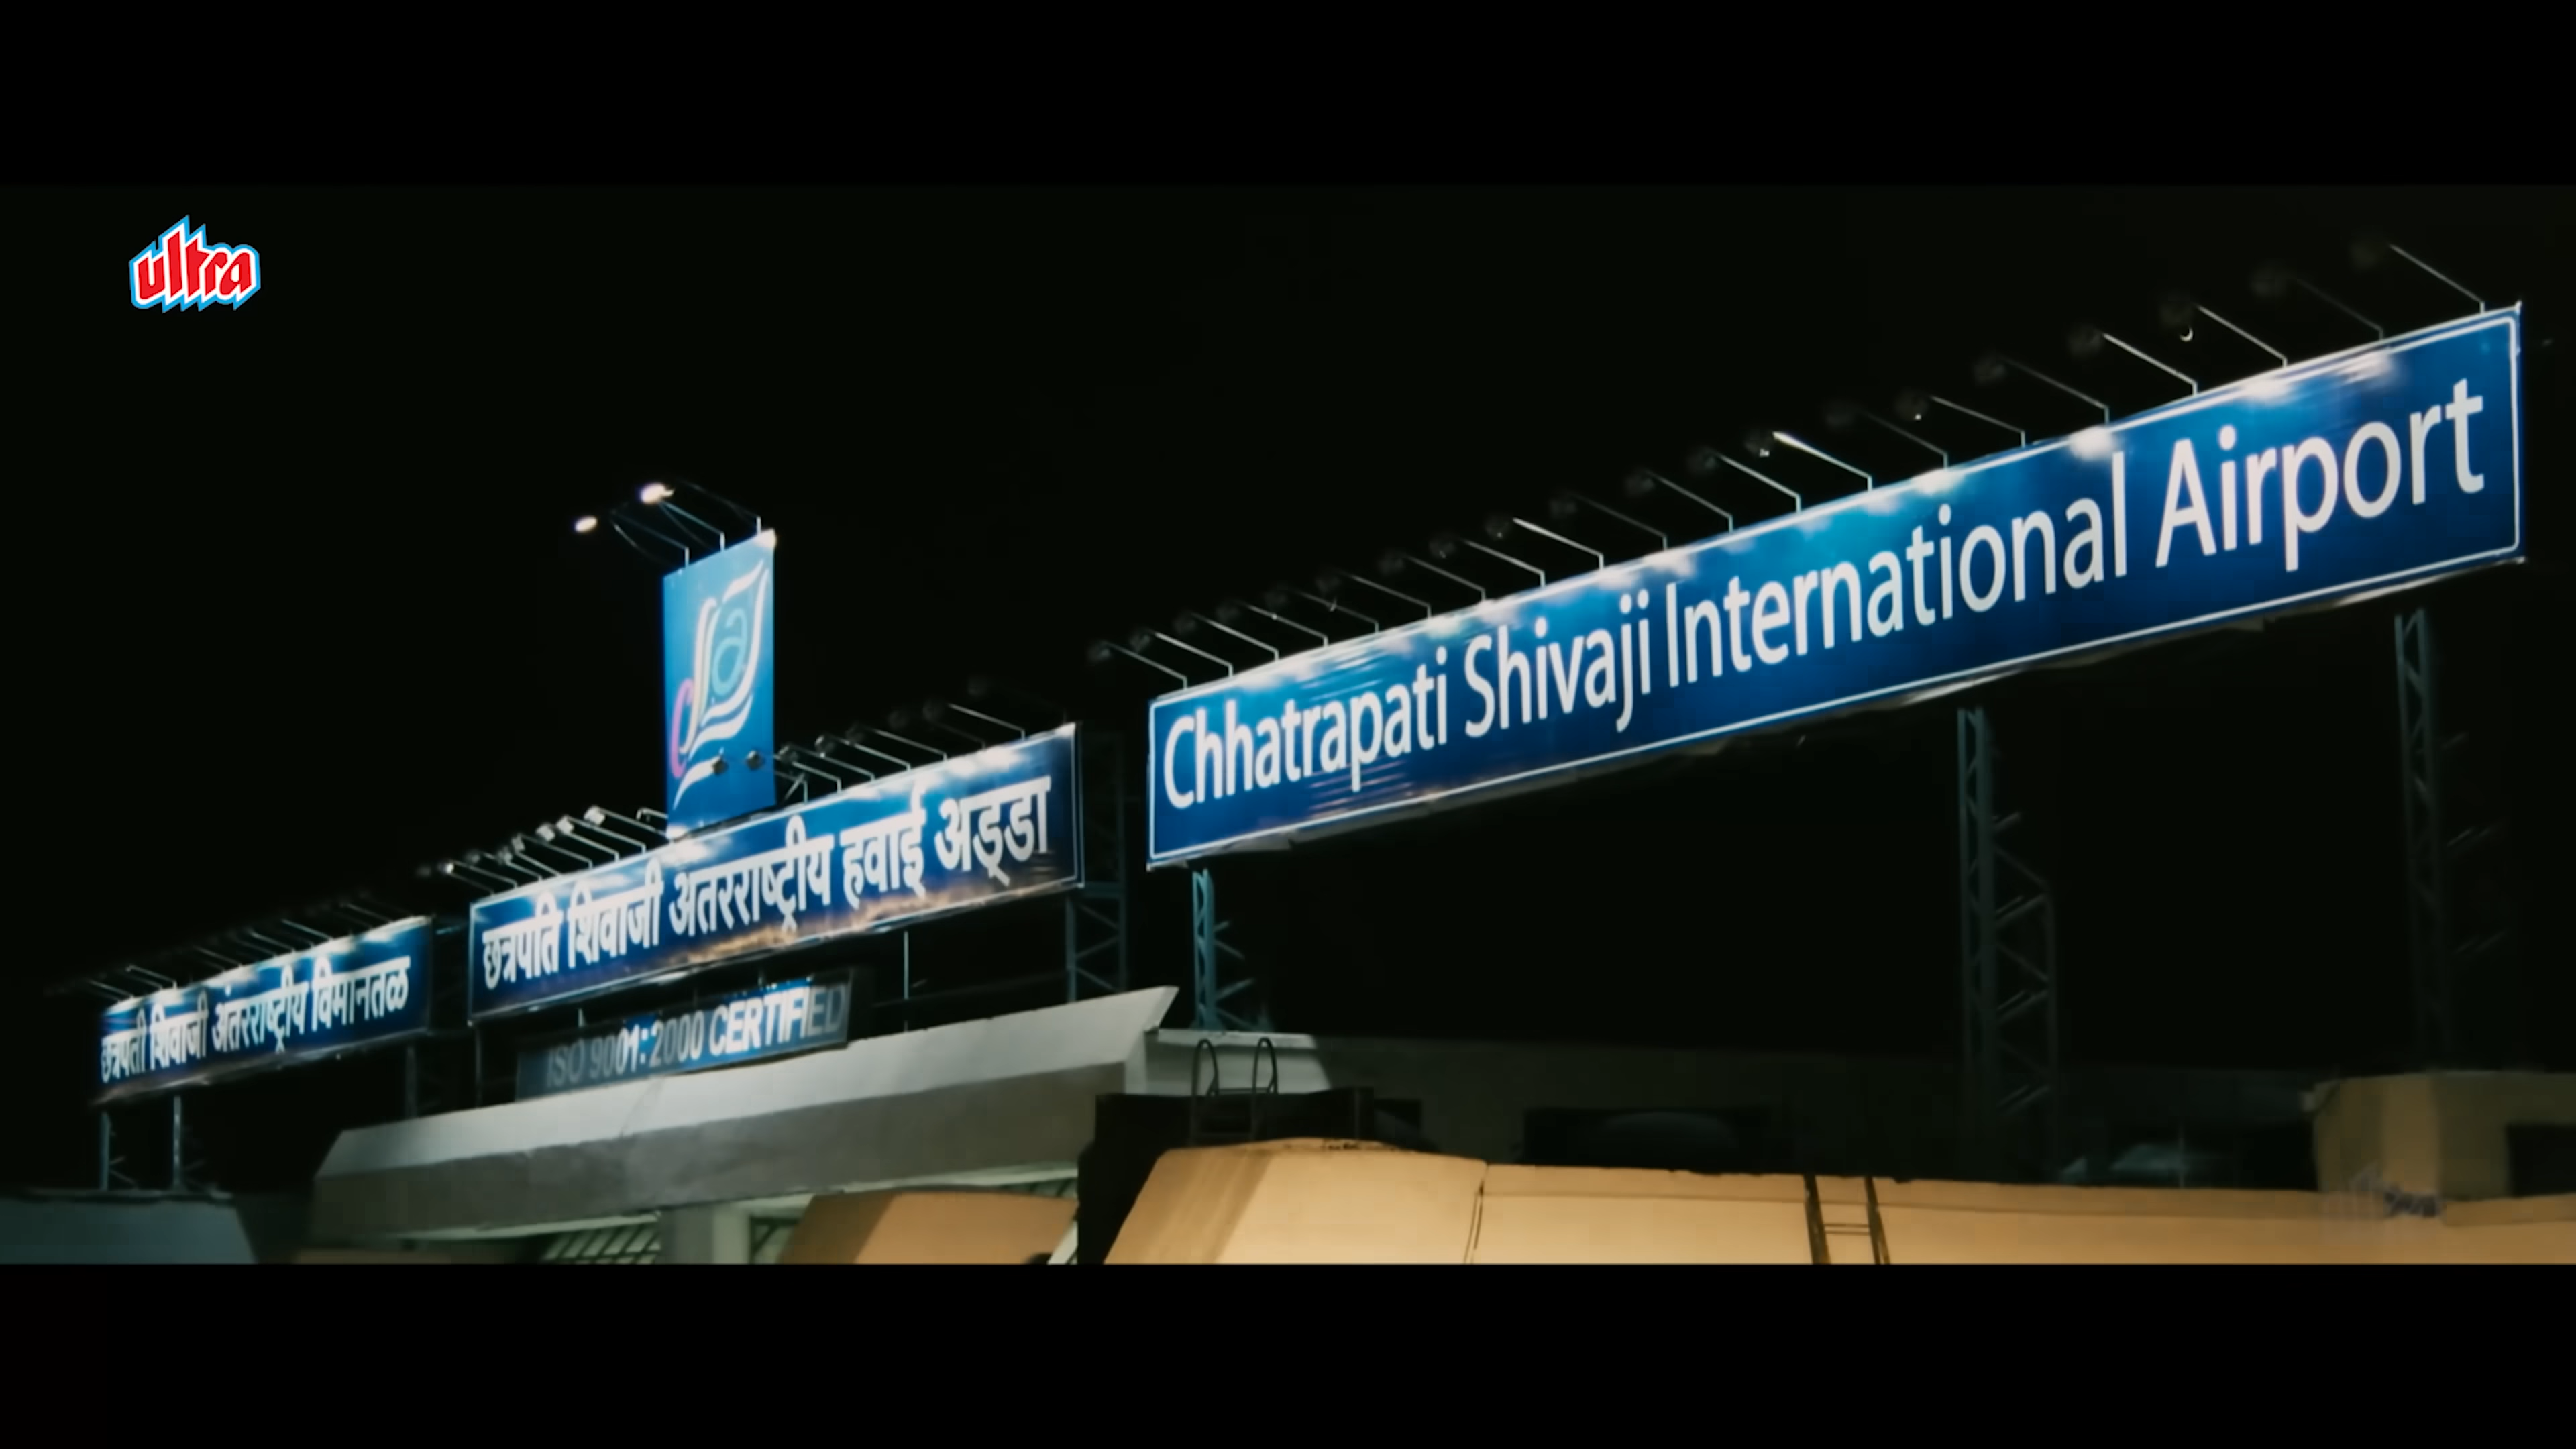 ultra
छत्रपती शिवाजी अंतरराष्ट्रीय विमानतळ
छत्रपति शिवाजी अतरराष्ट्रीय हवाई अड्डा
Chhatrapati Shivaji International Airport
ISO 9001:2000 CERTIFIED